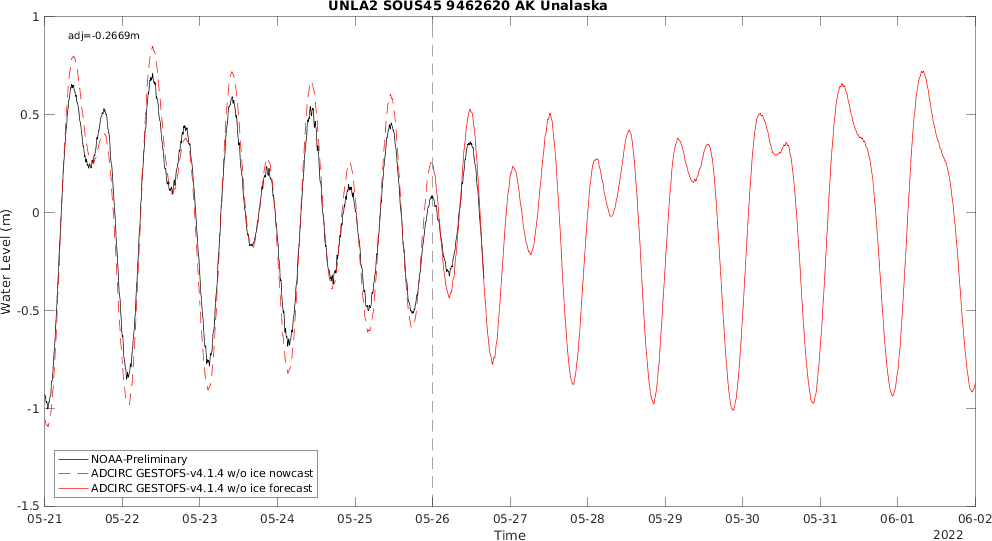 UNLA2 SOUS45 9462620 AK Unalaska
adj=-0.2669m
1
0.5
0
-0.5
-1
-1.5
Water Level (m)
NOAA-Preliminary
ADCIRC GESTOFS-v4.1.4 w/o ice nowcast
ADCIRC GESTOFS-v4.1.4 w/o ice forecast
05-21 05-22 05-23 05-24 05-25 05-26 05-27 05-28 05-29 05-30 05-31 06-01 06-02
Time
2022